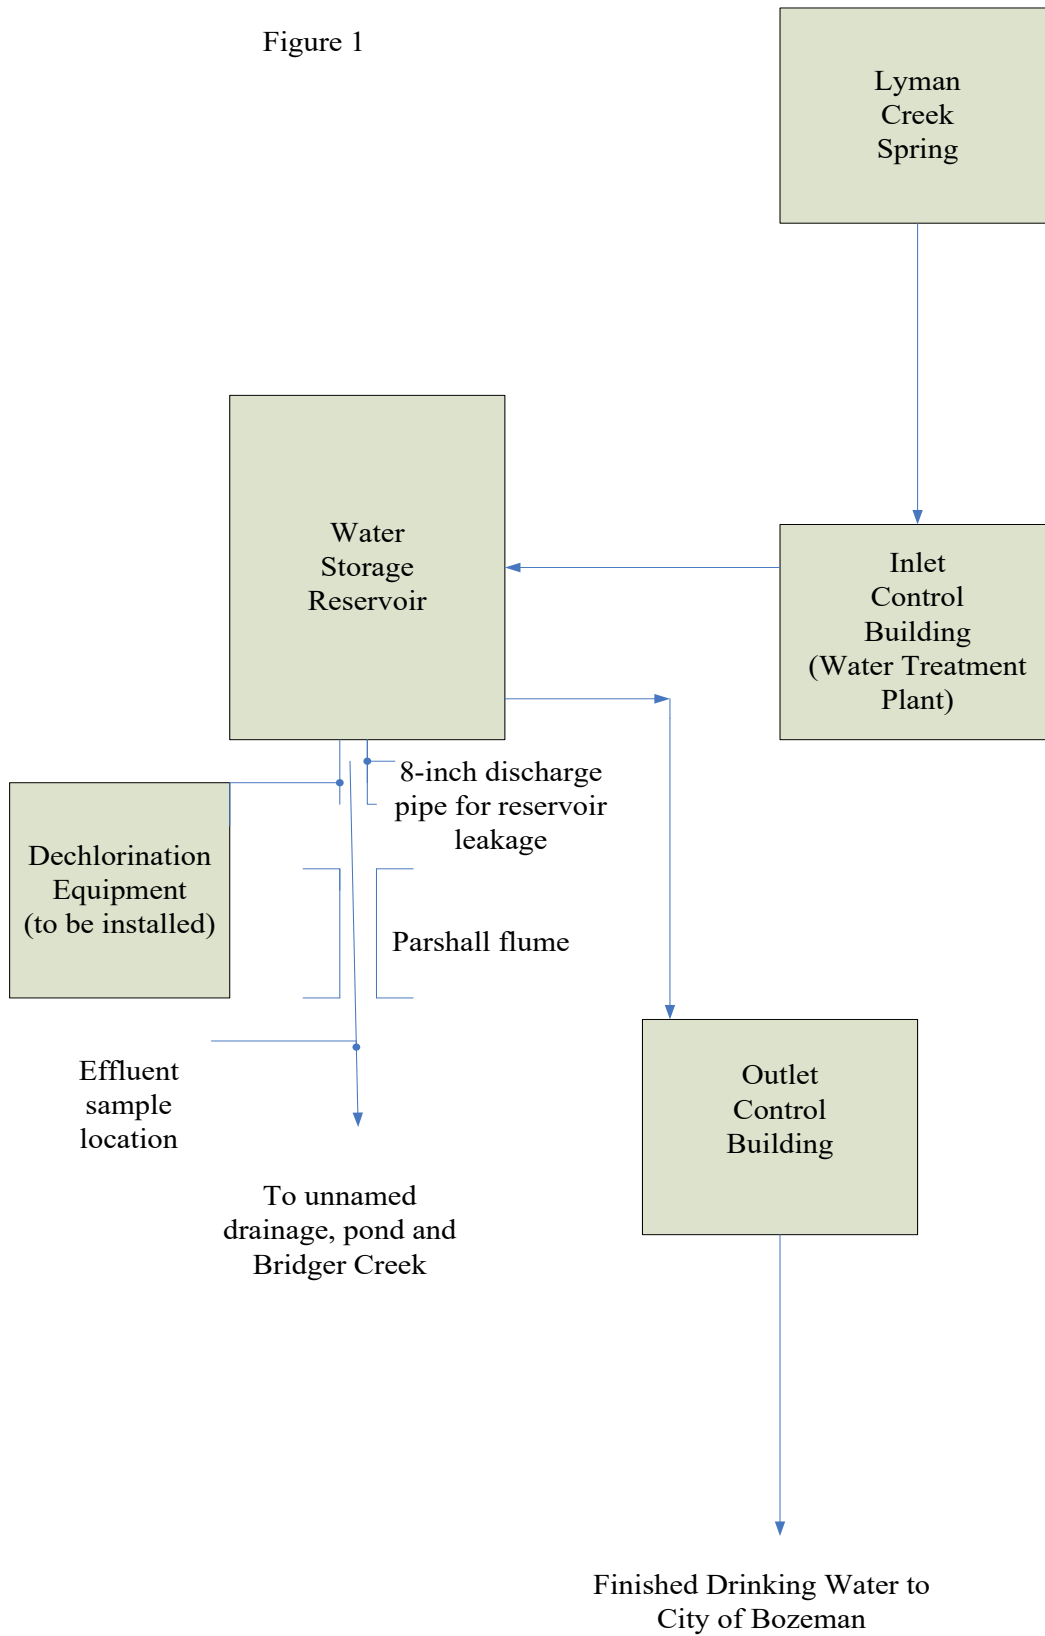 Figure 1
Lyman
Creek
Spring
Water
Storage
Reservoir
Inlet
Control
Building
(Water Treatment
Plant)
8-inch discharge
pipe for reservoir
leakage
Dechlorination
Equipment
(to be installed)
Parshall flume
Effluent
sample
location
Outlet
Control
Building
To unnamed
drainage, pond and
Bridger Creek
Finished Drinking Water to
City of Bozeman